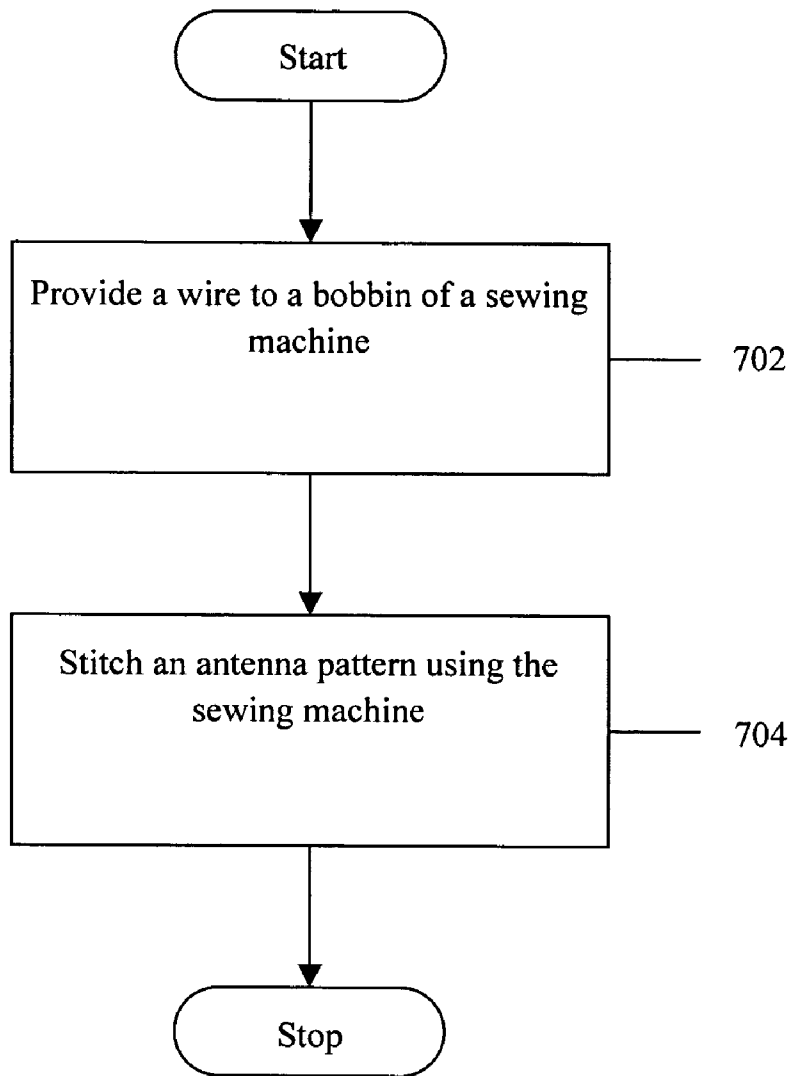 Start
Provide a wire to a bobbin of a sewing
machine
702
Stitch an antenna pattern using the
sewing machine
704
Stop